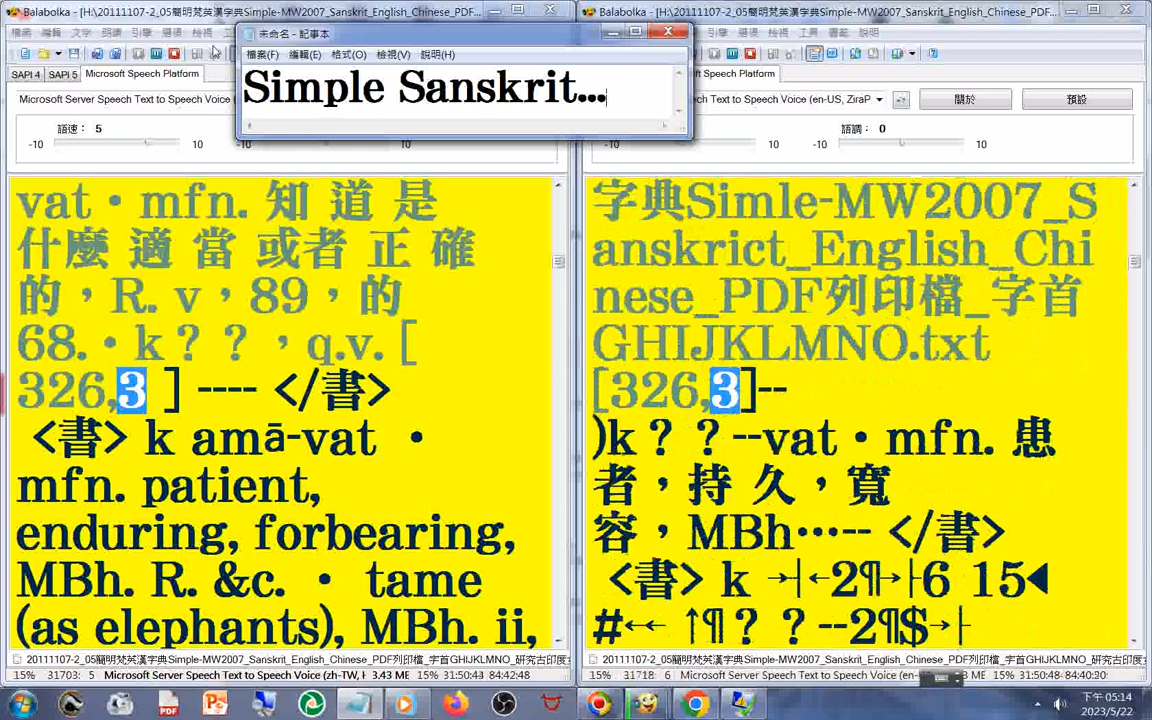 Balabolka - [H:\20111107-2_05簡明梵英漢字典Simple-MW2007_Sanskrit_English_Chinese_PDF...
Balabolka - [H:\20111107-2_05簡明梵英漢字典Simple-MW2007_Sanskrit_English_Chinese_PDF...
未命名 - 記事本
檔案(F) 編輯(E) 格式(O) 檢視(V) 說明(H)
Simple Sanskrit...
SAPI 4 SAPI 5 Microsoft Speech Platform
Speech Platform
Microsoft Server Speech Text to Speech Voice
ech Text to Speech Voice (en-US, ZiraP
關於
預設
語速： 5
語調： 0
-10 10
-10 10
vat • mfn. 知 道 是
什麼 適 當 或者 正 確
的，R. v，89，的
68. • k？？，q.v. [
326,3 ] ---- </書>
<書> k amā-vat •
mfn. patient,
enduring, forbearing,
MBh. R. &c. • tame
(as elephants), MBh. ii,
字典Simle-MW2007_S
anskrict_English_Chi
nese_PDF列印檔_字首
GHIJKLMNO.txt
[326,3]--
)k？？--vat • mfn. 患
者，持 久，寬
容，MBh…-- </書>
<書> k →┤←2¶→├6 15◀
#←← ↑¶？？--2¶$→├
20111107-2_05簡明梵英漢字典Simple-MW2007_Sanskrit_English_Chinese_PDF列印檔_字首GHIJKLMNO_研究古印度
20111107-2_05簡明梵英漢字典Simple-MW2007_Sanskrit_English_Chinese_PDF列印檔_字首GHIJKLMNO_研究古印度
15% 31703: 5 Microsoft Server Speech Text to Speech Voice (zh-TW, 3.43 ME 31:50:43 84:42:48
15% 31718: 6 Microsoft Server Speech Text to Speech Voice 15% 31:50:48 84:40:30
下午 05:14
2023/5/22